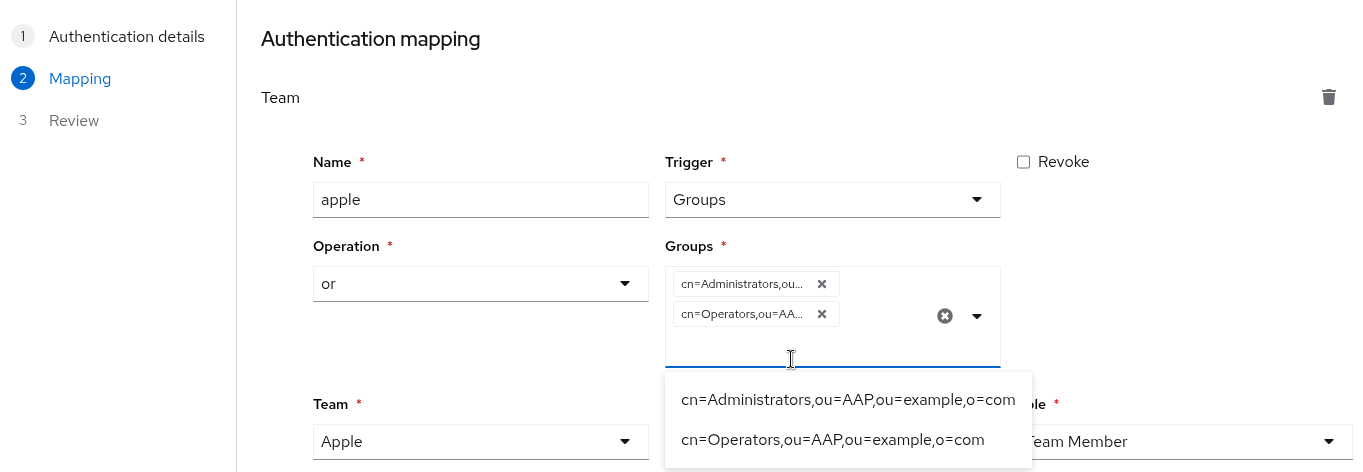 1 Authentication details
2 Mapping
3 Review
Authentication mapping
Team
Name *
Trigger *
Revoke
apple
Groups
Operation *
Groups *
or
cn=Administrators,ou...
cn=Operators,ou=AA...
cn=Administrators,ou=AAP,ou=example,o=com
cn=Operators,ou=AAP,ou=example,o=com
Team *
ole *
Apple
Team Member